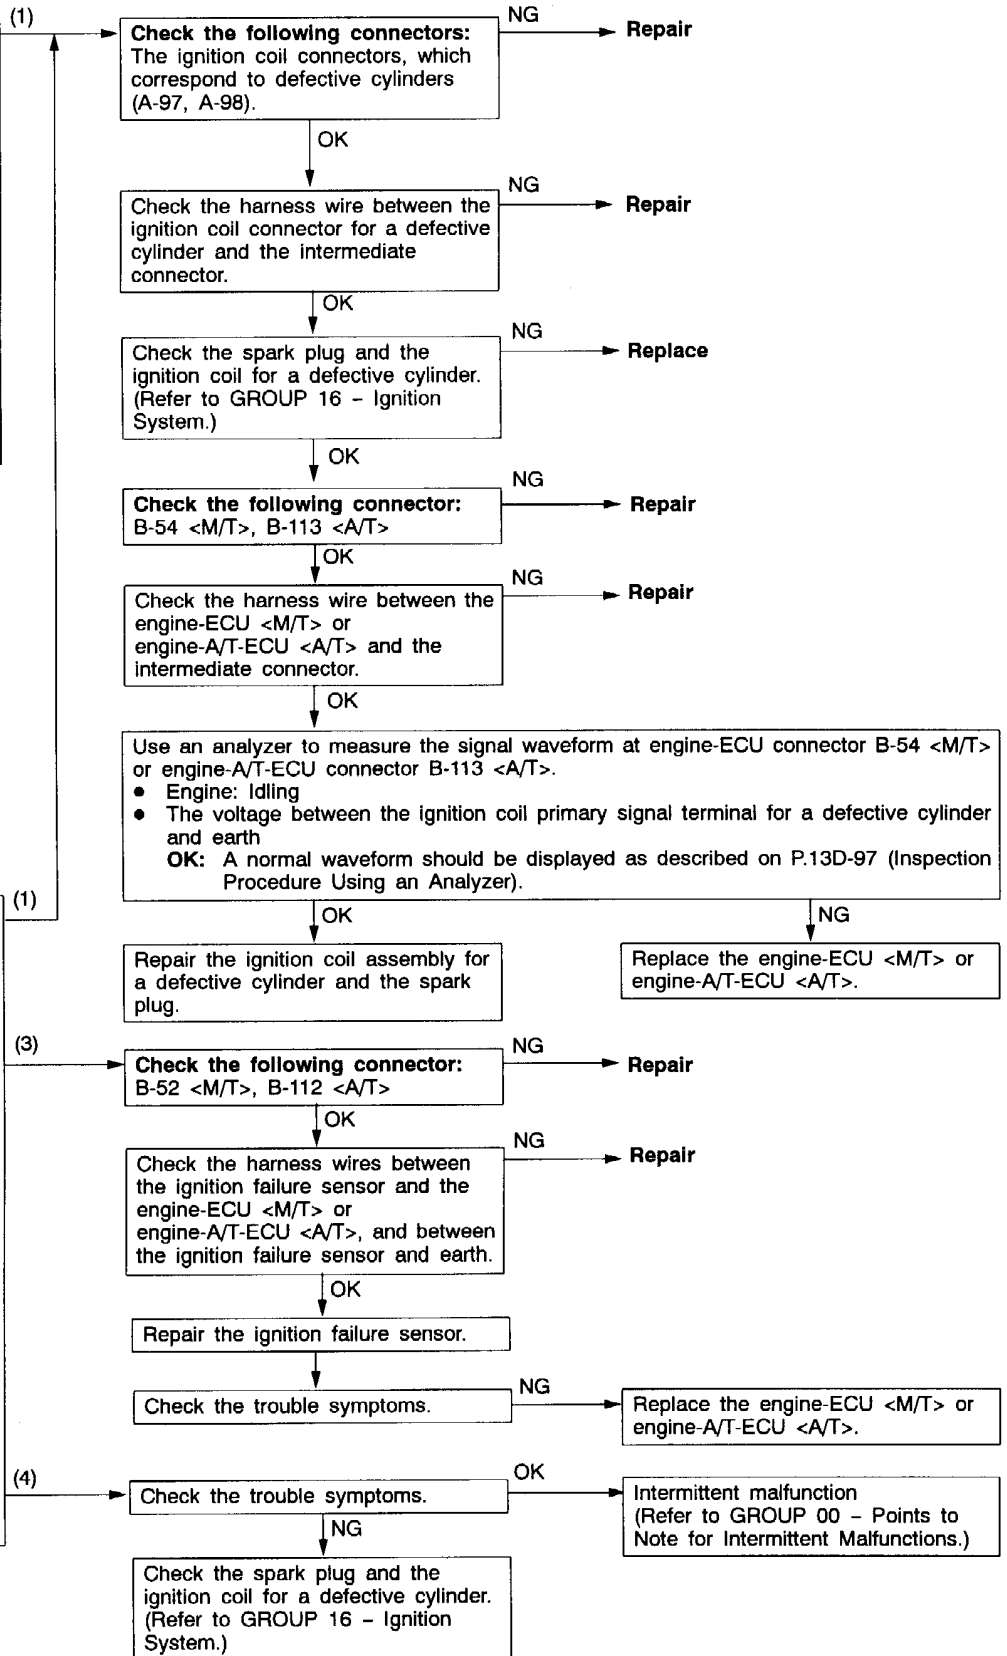 (1)
Check the following connectors:
The ignition coil connectors, which
correspond to defective cylinders
(A-97, A-98).
NG
Repair
OK
Check the harness wire between the
ignition coil connector for a defective
cylinder and the intermediate
connector.
NG
Repair
OK
Check the spark plug and the
ignition coil for a defective cylinder.
(Refer to GROUP 16 – Ignition
System.)
NG
Replace
OK
Check the following connector:
B-54 <M/T>, B-113 <A/T>
NG
Repair
OK
Check the harness wire between the
engine-ECU <M/T> or
engine-A/T-ECU <A/T> and the
intermediate connector.
NG
Repair
OK
Use an analyzer to measure the signal waveform at engine-ECU connector B-54 <M/T>
or engine-A/T-ECU connector B-113 <A/T>.
● Engine: Idling
● The voltage between the ignition coil primary signal terminal for a defective cylinder
and earth
OK: A normal waveform should be displayed as described on P.13D-97 (Inspection
Procedure Using an Analyzer).
(1)
OK
NG
Repair the ignition coil assembly for
a defective cylinder and the spark
plug.
Replace the engine-ECU <M/T> or
engine-A/T-ECU <A/T>.
(3)
Check the following connector:
B-52 <M/T>, B-112 <A/T>
NG
Repair
OK
Check the harness wires between
the ignition failure sensor and the
engine-ECU <M/T> or
engine-A/T-ECU <A/T>, and between
the ignition failure sensor and earth.
NG
Repair
OK
Repair the ignition failure sensor.
Check the trouble symptoms.
NG
Replace the engine-ECU <M/T> or
engine-A/T-ECU <A/T>.
(4)
Check the trouble symptoms.
OK
Intermittent malfunction
(Refer to GROUP 00 – Points to
Note for Intermittent Malfunctions.)
NG
Check the spark plug and the
ignition coil for a defective cylinder.
(Refer to GROUP 16 – Ignition
System.)